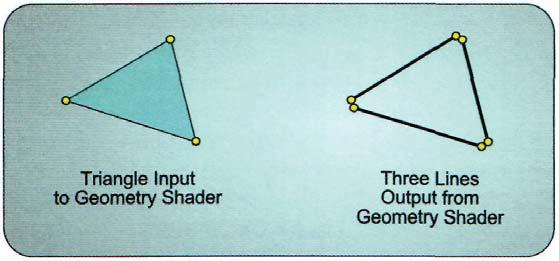 Triangle Input
to Geometry Shader
Three Lines
Output from
Geometry Shader